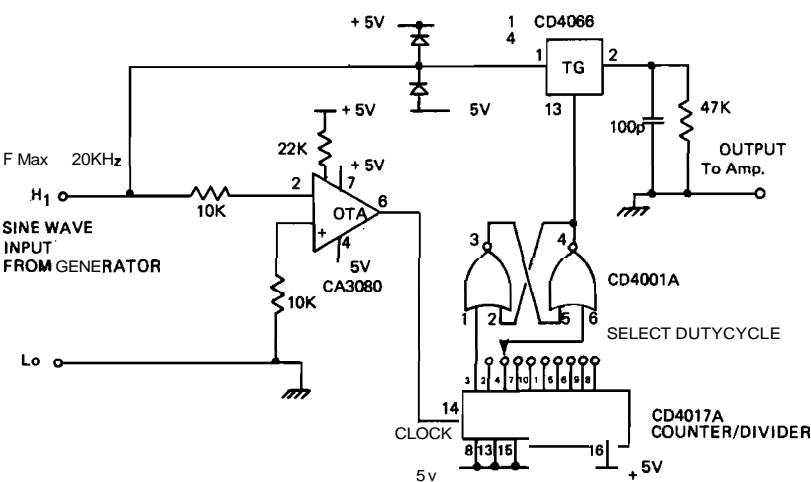 + 5V
1
4
CD4066
1
TG
2
13
5V
+ 5V
22K
+ 5V
100p
47K
OUTPUT
To Amp.
F Max 20KHz
H1
2
7
6
OTA
+
4
10K
SINE WAVE
INPUT
FROM GENERATOR
5V
CA3080
10K
3
4
CD4001A
1
2
5
6
SELECT DUTYCYCLE
Lo
3 2 4 7 10 1 5 6 9 8
14
CLOCK
CD4017A
COUNTER/DIVIDER
8 13 15
16
5 v
+ 5V